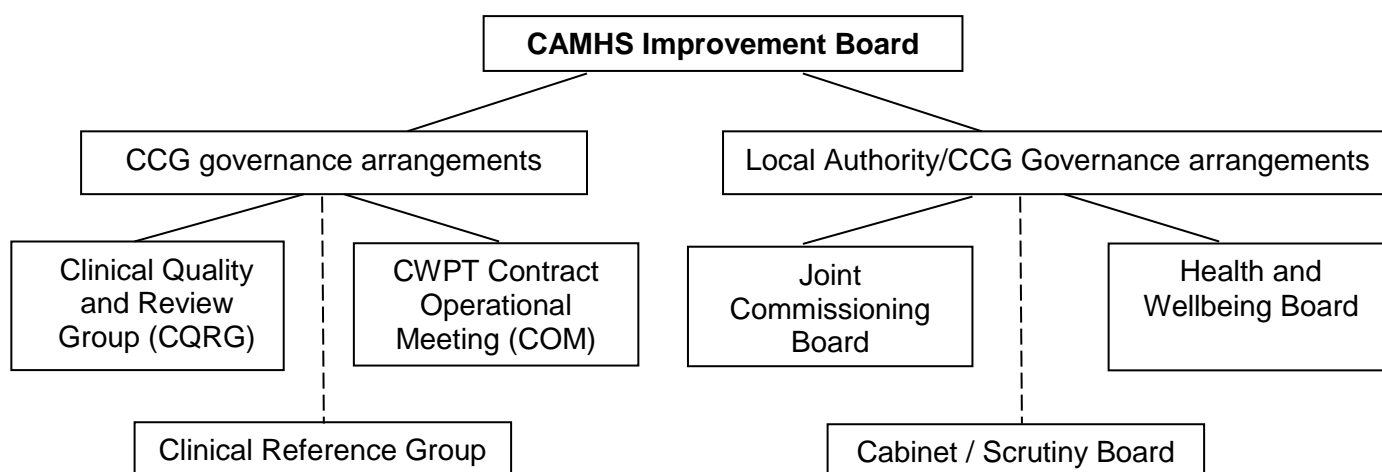 CAMHS Improvement Board
CCG governance arrangements
Local Authority/CCG Governance arrangements
Clinical Quality
and Review
Group (CQRG)
CWPT Contract
Operational
Meeting (COM)
Joint
Commissioning
Board
Health and
Wellbeing Board
Clinical Reference Group
Cabinet / Scrutiny Board